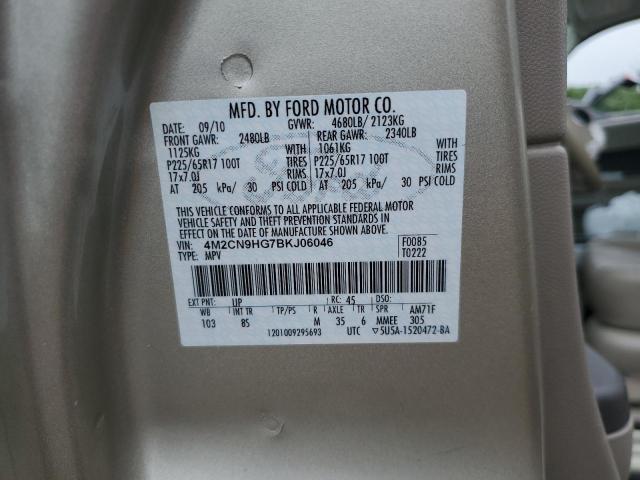 MFD. BY FORD MOTOR CO.
DATE: 09/10 GVWR: 4680LB/ 2123KG
FRONT GAWR: 2480LB REAR GAWR: 2340LB
1125KG 1061KG
P225/65R17 100T TIRES P225/65R17 100T TIRES
17x7.0J RIMS 17x7.0J RIMS
AT 205 kPa/ 30 PSI COLD AT 205 kPa/ 30 PSI COLD
THIS VEHICLE CONFORMS TO ALL APPLICABLE FEDERAL MOTOR
VEHICLE SAFETY AND THEFT PREVENTION STANDARDS IN
EFFECT ON THE DATE OF MANUFACTURE SHOWN ABOVE.
VIN: 4M2CN9HG7BKJ06046 F0085
TYPE: MPV T0222
EXT PNT: UP RC: 45 DSO:
WB INT TR TP/PS R AXLE TR SPR AM71F
103 8S M 35 6 MMEE 305
1201009295693 UTC ▽5U5A-1520472-BA